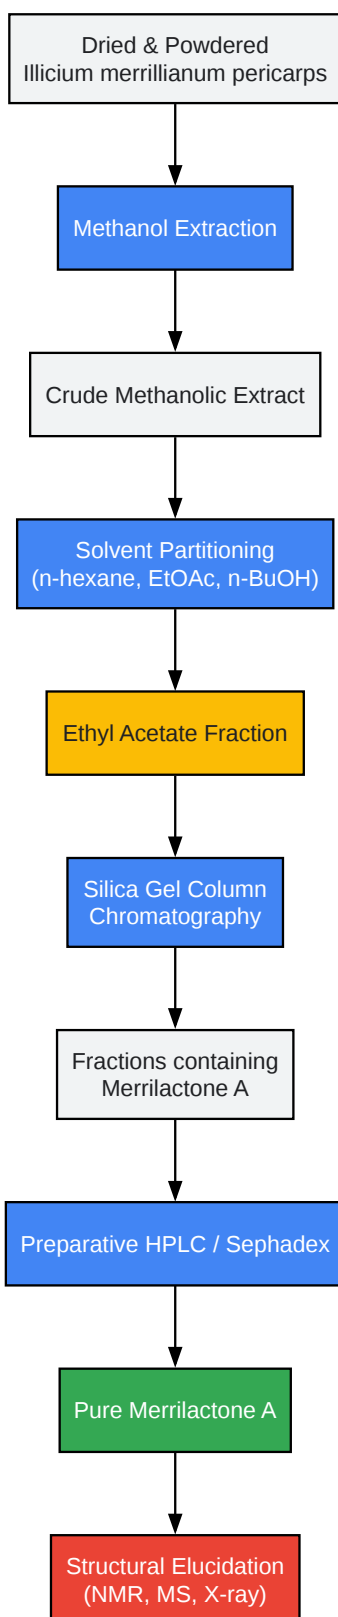 Dried & Powdered
Illicium merrillianum pericarps
Methanol Extraction
Crude Methanolic Extract
Solvent Partitioning
(n-hexane, EtOAc, n-BuOH)
Ethyl Acetate Fraction
Silica Gel Column
Chromatography
Fractions containing
Merrilactone A
Preparative HPLC / Sephadex
Pure Merrilactone A
Structural Elucidation
(NMR, MS, X-ray)